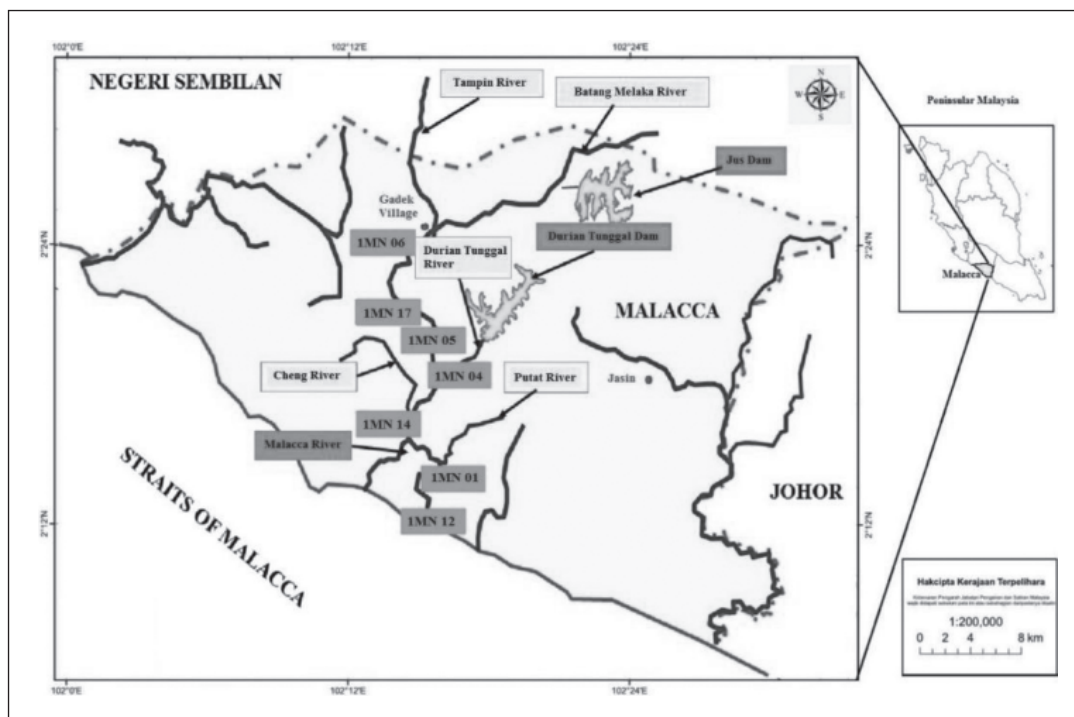 102°0'E
102°12'E
102°24'E
NEGERI SEMBILAN
Tampin River
Batang Melaka River
N
W
E
S
Peninsular Malaysia
Jus Dam
Gadek
Village
1MN 06
Durian Tunggal
River
Durian Tunggal Dam
2°24'N
2°24'N
Malacca
1MN 17
MALACCA
1MN 05
Cheng River
1MN 04
Putat River
Jasin
1MN 14
Malacca River
1MN 01
STRAITS OF MALACCA
JOHOR
1MN 12
2°12'N
2°12'N
Hakcipta Kerajaan Terpelihara
1:200,000
0 2 4 8 km
102°0'E
102°12'E
102°24'E